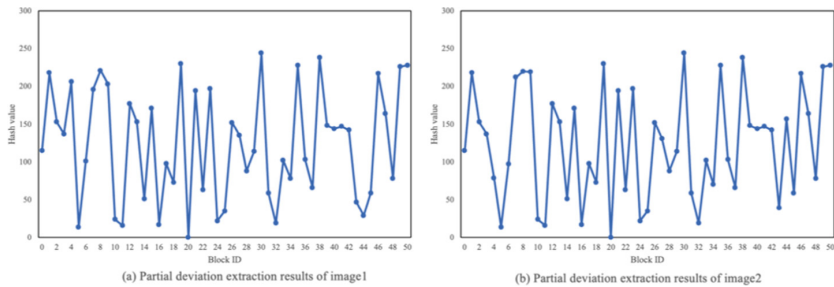 300
250
200
150
100
50
0
Hash value
0 2 4 6 8 10 12 14 16 18 20 22 24 26 28 30 32 34 36 38 40 42 44 46 48 50
Block ID
(a) Partial deviation extraction results of image1
300
250
200
150
100
50
0
Hash value
0 2 4 6 8 10 12 14 16 18 20 22 24 26 28 30 32 34 36 38 40 42 44 46 48 50
Block ID
(b) Partial deviation extraction results of image2